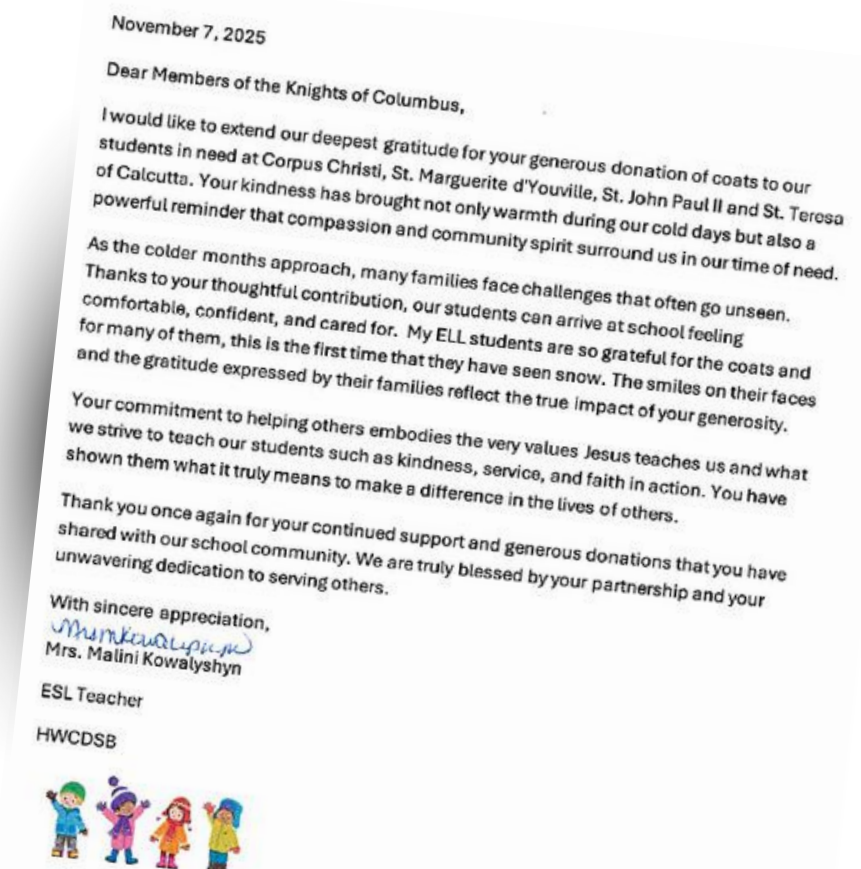 November 7, 2025
Dear Members of the Knights of Columbus,
I would like to extend our deepest gratitude for your generous donation of coats to our
students in need at Corpus Christi, St. Marguerite d'Youville, St. John Paul II and St. Teresa
of Calcutta. Your kindness has brought not only warmth during our cold days but also a
powerful reminder that compassion and community spirit surround us in our time of need.
As the colder months approach, many families face challenges that often go unseen.
Thanks to your thoughtful contribution, our students can arrive at school feeling
comfortable, confident, and cared for. My ELL students are so grateful for the coats and
for many of them, this is the first time that they have seen snow. The smiles on their faces
and the gratitude expressed by their families reflect the true impact of your generosity.
Your commitment to helping others embodies the very values Jesus teaches us and what
we strive to teach our students such as kindness, service, and faith in action. You have
shown them what it truly means to make a difference in the lives of others.
Thank you once again for your continued support and generous donations that you have
shared with our school community. We are truly blessed by your partnership and your
unwavering dedication to serving others.
With sincere appreciation,
Mrs. Malini Kowalyshyn
ESL Teacher
HWCDSB